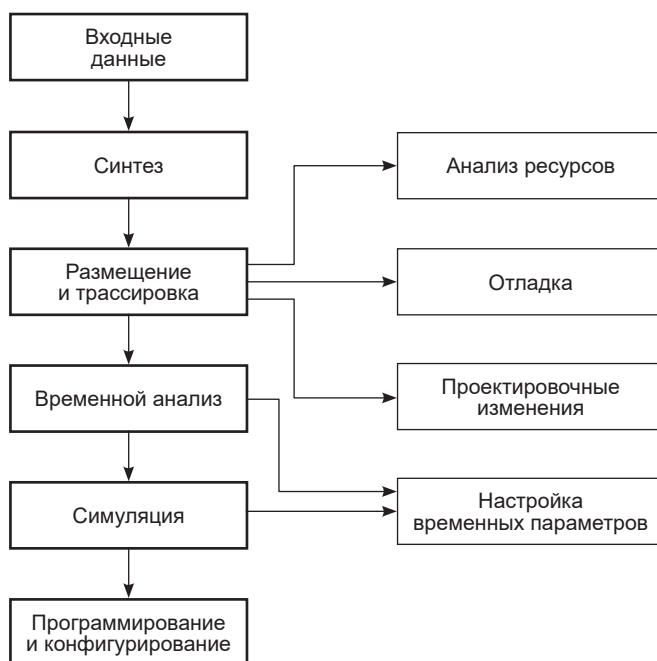 Входные
данные
Синтез
Анализ ресурсов
Размещение
и трассировка
Отладка
Временной анализ
Проектировочные
изменения
Симуляция
Настройка
временных параметров
Программирование
и конфигурирование